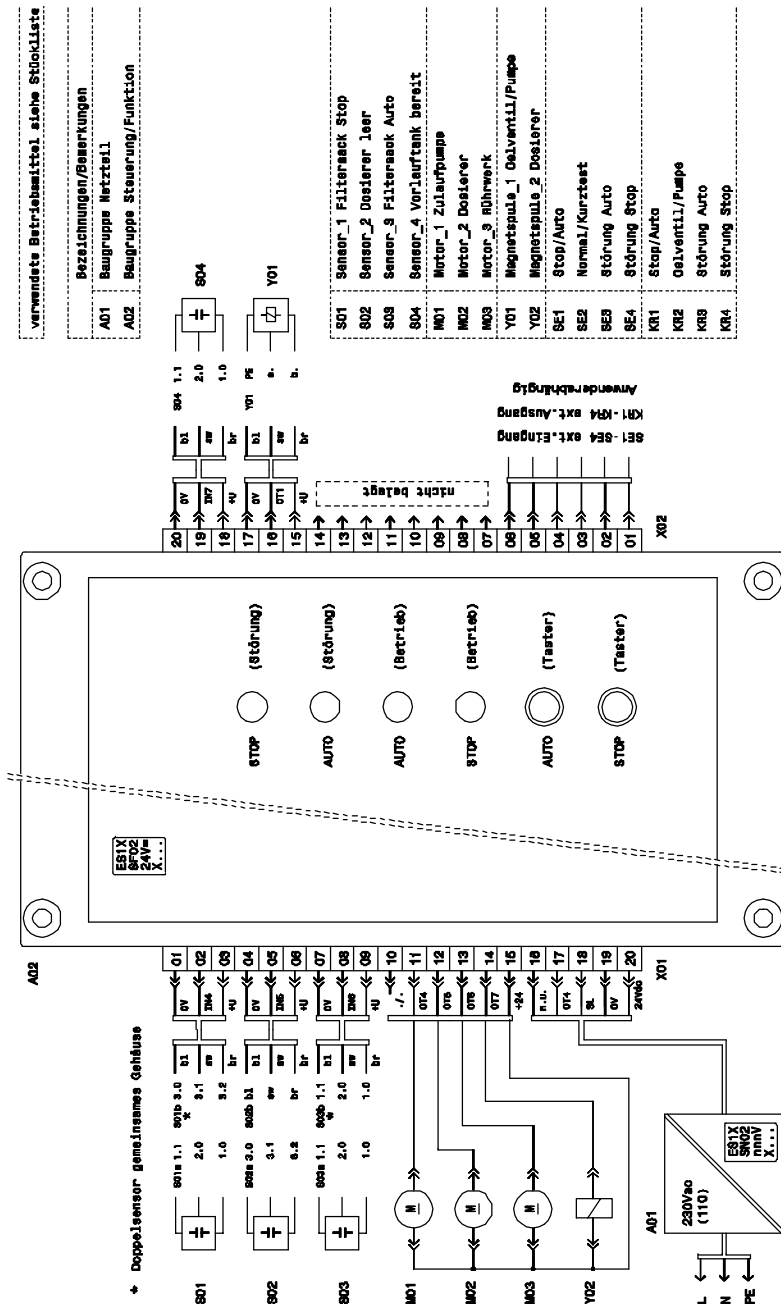 verwendete Betriebsmittel siehe Stückliste
Bezeichnungen/Bemerkungen
A01 Baugruppe Netzteil
A02 Baugruppe Steuerung/Funktion
S01 Sensor_1 Filtersack Stop
S02 Sensor_2 Dosierer leer
S03 Sensor_3 Filtersack Auto
S04 Sensor_4 Vorlauftank bereit
M01 Motor_1 Zulaufpumpe
M02 Motor_2 Dosierer
M03 Motor_3 Rührwerk
Y01 Magnetspule_1 Oelventil/Pumpe
Y02 Magnetspule_2 Dosierer
SE1 Stop/Auto
SE2 Normal/Kurztest
SE3 Störung Auto
SE4 Störung Stop
KR1 Stop/Auto
KR2 Oelventil/Pumpe
KR3 Störung Auto
KR4 Störung Stop
S04
S04 1.1
2.0
1.0
bl
sw
br
0V
IN7
+U
Y01
Y01 PE
a.
b.
bl
sw
br
0V
OT1
+U
nicht belegt
SE1-SE4 ext.Eingang
KR1-KR4 ext.Ausgang
Anwenderabhängig
20
19
18
17
16
15
14
13
12
11
10
09
08
07
06
05
04
03
02
01
X02
STOP (Störung)
AUTO (Störung)
AUTO (Betrieb)
STOP (Betrieb)
AUTO (Taster)
STOP (Taster)
ES1X
SF02
24V=
X...
A02
01
02
03
04
05
06
07
08
09
10
11
12
13
14
15
16
17
18
19
20
X01
0V
IN4
+U
0V
IN5
+U
0V
IN6
+U
./.
OT4
OT5
OT6
OT7
+24
n.U.
OT4
SL
0V
24Vdc
bl
sw
br
bl
sw
br
bl
sw
br
* Doppelsensor gemeinsames Gehäuse
S01a 1.1 S01b 3.0
*
2.0 3.1
1.0 3.2
S02a 3.0 S02b bl
3.1 sw
3.2 br
S03a 1.1 S03b 1.1
*
2.0 2.0
1.0 1.0
S01
S02
S03
M
M
M
M01
M02
M03
Y02
A01
230Vac
(110)
ES1X
SN02
nnnV
X...
L
N
PE